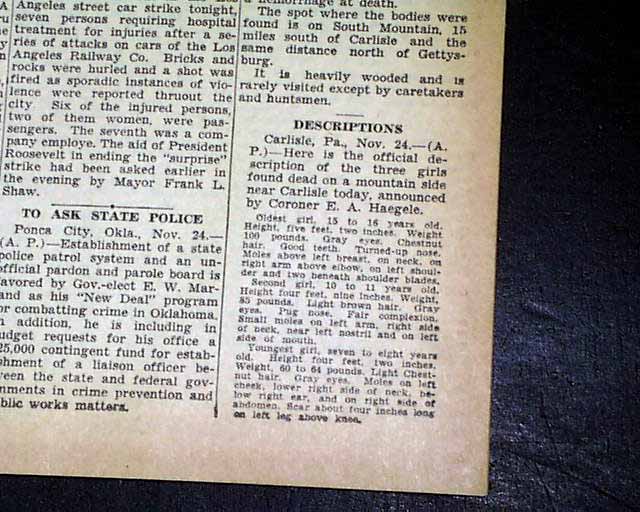 Angeles street car strike tonight,
seven persons requiring hospital
treatment for injuries after a se-
ries of attacks on cars of the Los
Angeles Railway Co. Bricks and
rocks were hurled and a shot was
fired as sporadic instances of vio-
lence were reported thruout the
city. Six of the injured persons,
two of them women, were pas-
sengers. The seventh was a com-
pany employe. The aid of President
Roosevelt in ending the "surprise"
strike had been asked earlier in
the evening by Mayor Frank L.
Shaw.
TO ASK STATE POLICE
Ponca City, Okla., Nov. 24.—
(A. P.)—Establishment of a state
police patrol system and an un-
official pardon and parole board is
favored by Gov.-elect E. W. Mar-
land as his "New Deal" program
for combatting crime in Oklahoma.
In addition, he is including in
budget requests for his office a
25,000 contingent fund for estab-
lishment of a liaison officer be-
tween the state and federal gov-
ernments in crime prevention and
public works matters.
a hemorrhage at death.
The spot where the bodies were
found is on South Mountain, 15
miles south of Carlisle and the
same distance north of Gettys-
burg.
It is heavily wooded and is
rarely visited except by caretakers
and huntsmen.
DESCRIPTIONS
Carlisle, Pa., Nov. 24.—(A.
P.)—Here is the official de-
scription of the three girls
found dead on a mountain side
near Carlisle today, announced
by Coroner E. A. Haegele.
Oldest girl, 15 to 16 years old.
Height, five feet, two inches. Weight
100 pounds. Gray eyes. Chestnut
hair. Good teeth. Turned-up nose.
Moles above left breast, on neck, on
right arm above elbow, on left shoul-
der and two beneath shoulder blades.
Second girl, 10 to 11 years old.
Height four feet, nine inches. Weight,
85 pounds. Light brown hair. Gray
eyes. Pug nose. Fair complexion.
Small moles on left arm, right side
of neck, near left nostril and on left
side of mouth.
Youngest girl, seven to eight years
old. Height four feet, two inches.
Weight, 60 to 64 pounds. Light Chest-
nut hair. Gray eyes. Moles on left
cheek, lower right side of neck, be-
low right ear, and on right side of
abdomen. Scar about four inches long
on left leg above knee.